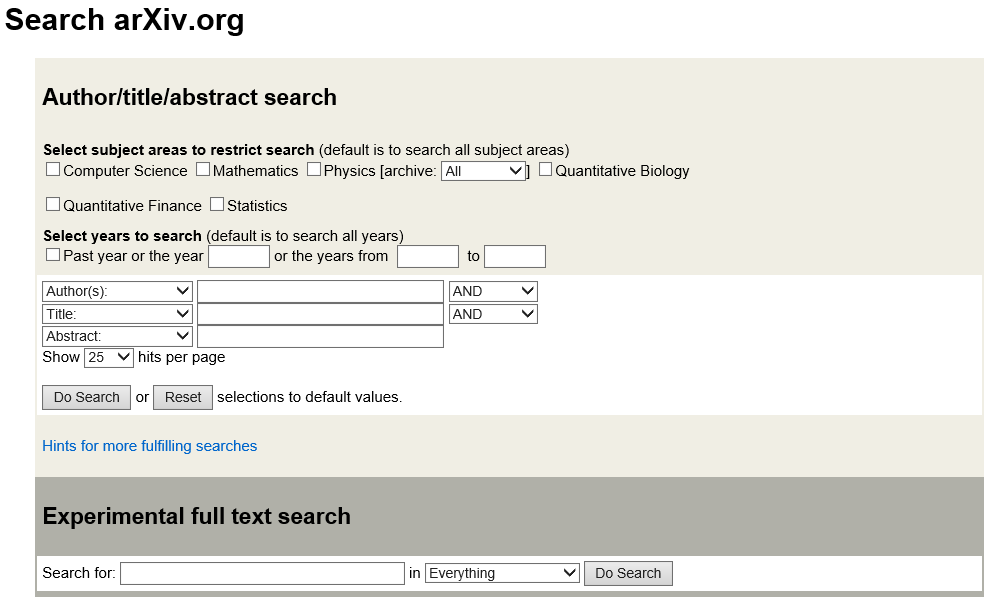 Search arXiv.org
Author/title/abstract search
Select subject areas to restrict search (default is to search all subject areas)
Computer Science Mathematics Physics [archive: All ] Quantitative Biology
Quantitative Finance Statistics
Select years to search (default is to search all years)
Past year or the year or the years from to
Author(s): AND
Title: AND
Abstract:
Show 25 hits per page
Do Search or Reset selections to default values.
Hints for more fulfilling searches
Experimental full text search
Search for: in Everything Do Search